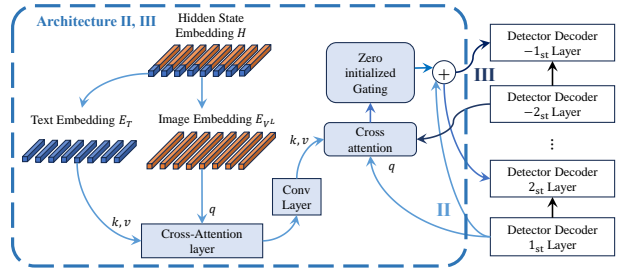 Architecture II, III
Hidden State
Embedding H
Text Embedding E_T
Image Embedding E_{V^L}
k, v
q
Cross-Attention
layer
Conv
Layer
k, v
Zero
initialized
Gating
Cross
attention
q
+
II
III
Detector Decoder
−1st Layer
Detector Decoder
−2st Layer
...
Detector Decoder
2st Layer
Detector Decoder
1st Layer